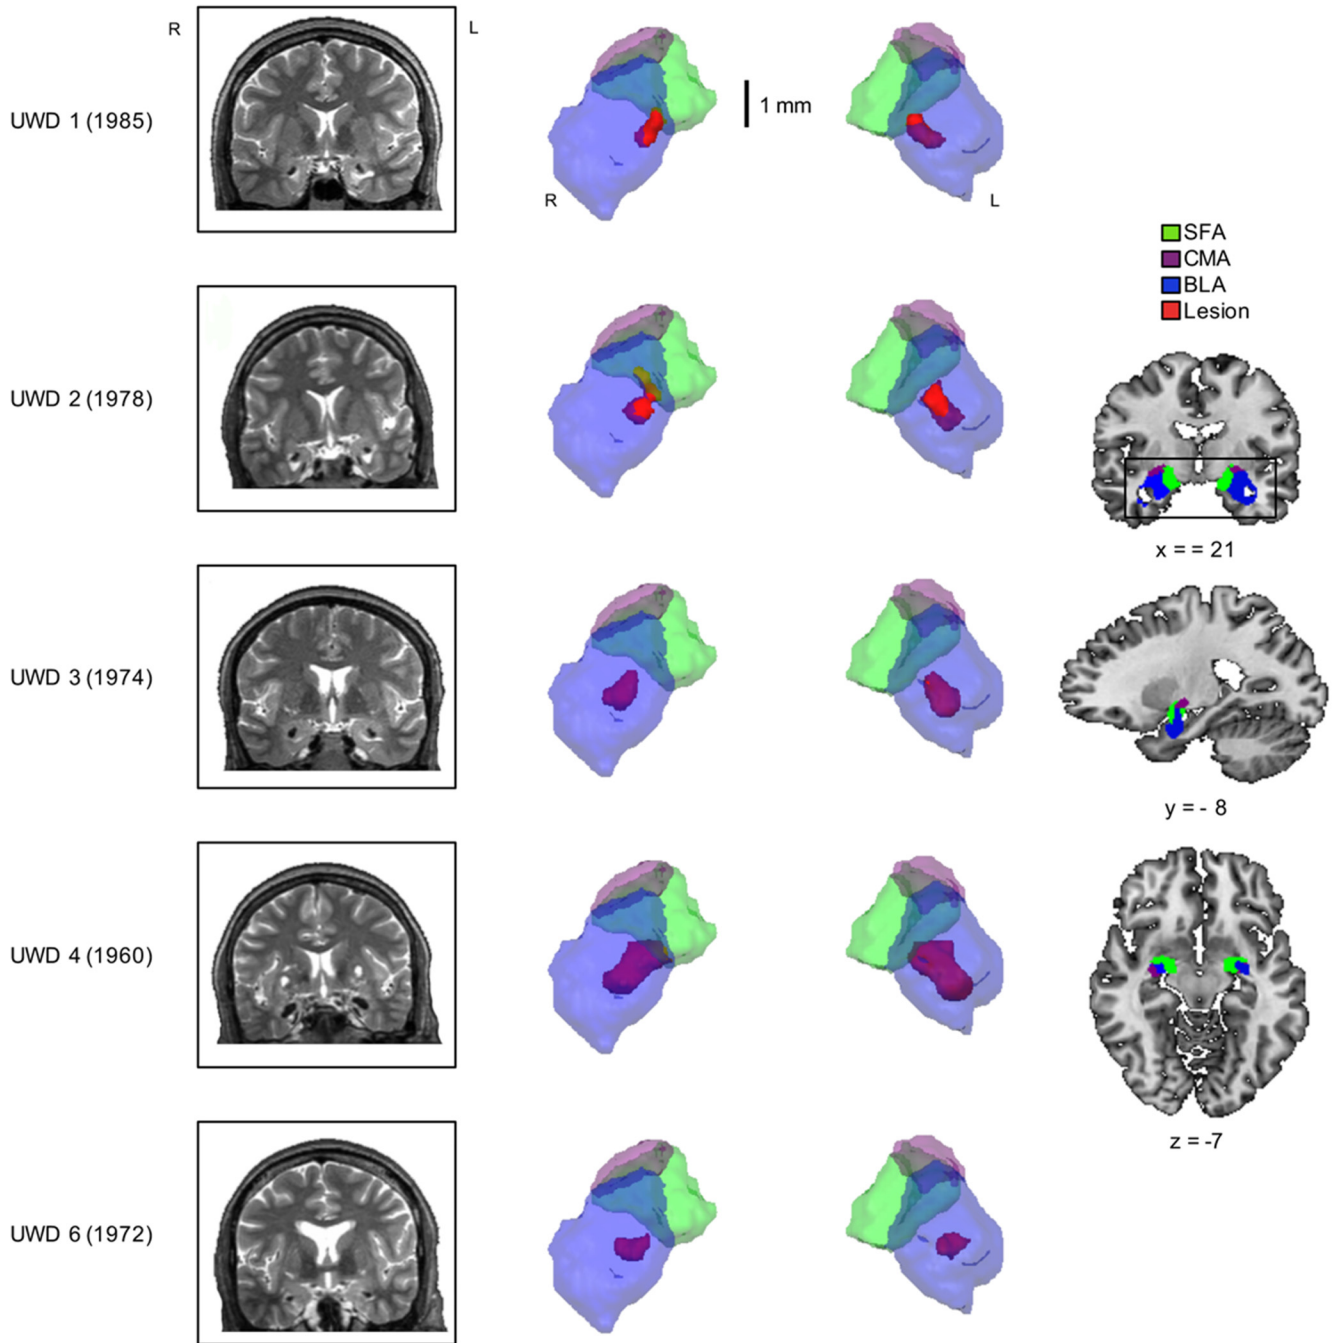 R
L
UWD 1 (1985)
1 mm
R
L
SFA
CMA
BLA
Lesion
UWD 2 (1978)
x = = 21
UWD 3 (1974)
y = - 8
UWD 4 (1960)
z = -7
UWD 6 (1972)